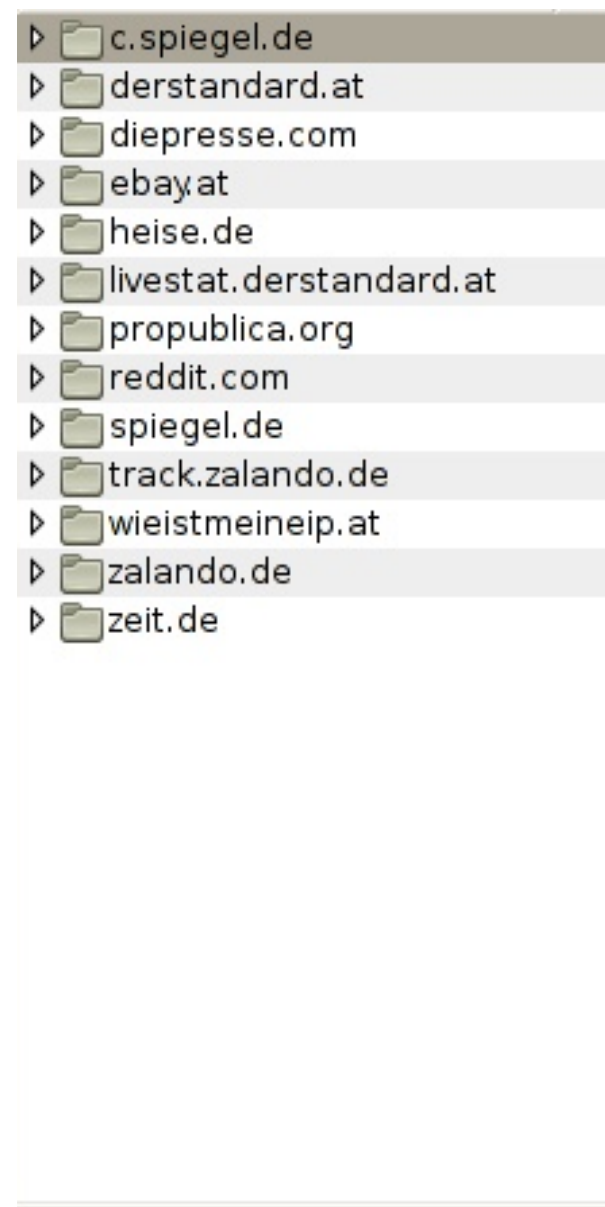 c.spiegel.de
derstandard.at
diepresse.com
ebay.at
heise.de
livestat.derstandard.at
propublica.org
reddit.com
spiegel.de
track.zalando.de
wieistmeineip.at
zalando.de
zeit.de